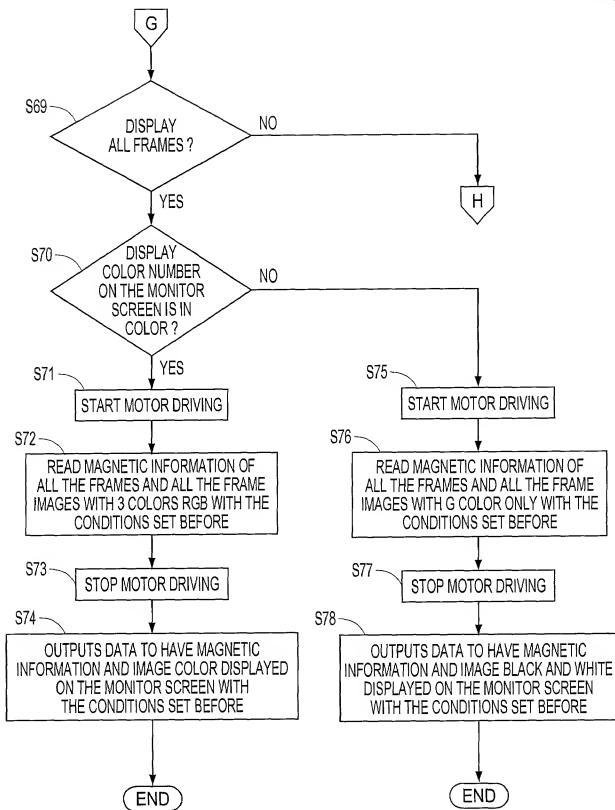 G
S69
DISPLAY
ALL FRAMES ?
NO
H
YES
S70
DISPLAY
COLOR NUMBER
ON THE MONITOR
SCREEN IS IN
COLOR ?
NO
YES
S71
START MOTOR DRIVING
S72
READ MAGNETIC INFORMATION OF
ALL THE FRAMES AND ALL THE FRAME
IMAGES WITH 3 COLORS RGB WITH THE
CONDITIONS SET BEFORE
S73
STOP MOTOR DRIVING
S74
OUTPUTS DATA TO HAVE MAGNETIC
INFORMATION AND IMAGE COLOR DISPLAYED
ON THE MONITOR SCREEN WITH
THE CONDITIONS SET BEFORE
END
S75
START MOTOR DRIVING
S76
READ MAGNETIC INFORMATION OF
ALL THE FRAMES AND ALL THE FRAME
IMAGES WITH G COLOR ONLY WITH THE
CONDITIONS SET BEFORE
S77
STOP MOTOR DRIVING
S78
OUTPUTS DATA TO HAVE MAGNETIC
INFORMATION AND IMAGE BLACK AND WHITE
DISPLAYED ON THE MONITOR SCREEN
WITH THE CONDITIONS SET BEFORE
END